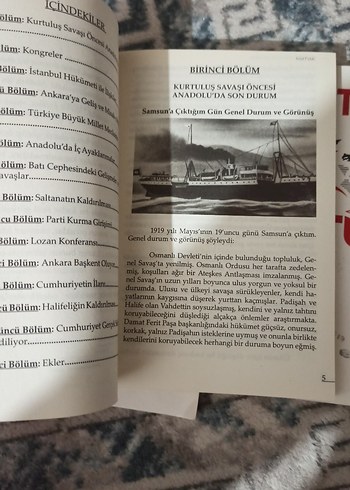 İÇİNDEKİLER
Bölüm: Kurtuluş Savaşı Öncesi
Bölüm: Kongreler
Bölüm: İstanbul Hükümeti
Bölüm: Ankara'ya Geliş
Bölüm: Türkiye Büyük Millet
Bölüm: Anadolu'da İç Ayaklanmalar
Bölüm: Batı Cephesindeki
Savaşlar
Bölüm: Saltanatın Kaldırılması
Bölüm: Parti Kurma
Bölüm: Lozan Konferansı
Bölüm: Ankara Başkent
Bölüm: Cumhuriyetin İlanı
Bölüm: Halifeliğin Kaldırılması
Bölüm: Cumhuriyet
Bölüm: Ekler
BİRİNCİ BÖLÜM
KURTULUŞ SAVAŞI ÖNCESİ
ANADOLU'DA SON DURUM
Samsun'a Çıktığım Gün Genel Durum ve Görünüş
1919 yılı Mayıs'ının 19'uncu günü Samsun'a çıktım.
Genel durum ve görünüş şöyleydi:
Osmanlı Devleti'nin içinde bulunduğu topluluk, Ge-
nel Savaş'ta yenilmiş. Osmanlı Ordusu her tarafta zedelen-
miş, koşulları ağır bir Ateşkes Antlaşması imzalanmış. Ge-
nel Savaş'ın uzun yılları boyunca ulus yorgun ve yoksul bir
durumda. Ulusu ve ülkeyi savaşa sürükleyenler, kendi ha-
yatlarının kaygısına düşerek yurttan kaçmışlar. Padişah ve
Halife olan Vahdettin soysuzlaşmış, kendini ve yalnız tahtını
koruyabileceğini düşlediği alçakça önlemler araştırmakta.
Damat Ferit Paşa başkanlığındaki hükümet güçsüz, onursuz,
korkak, yalnız Padişahın isteklerine uymuş ve onunla birlikte
kendilerini koruyabilecek herhangi bir duruma boyun eğmiş.
5